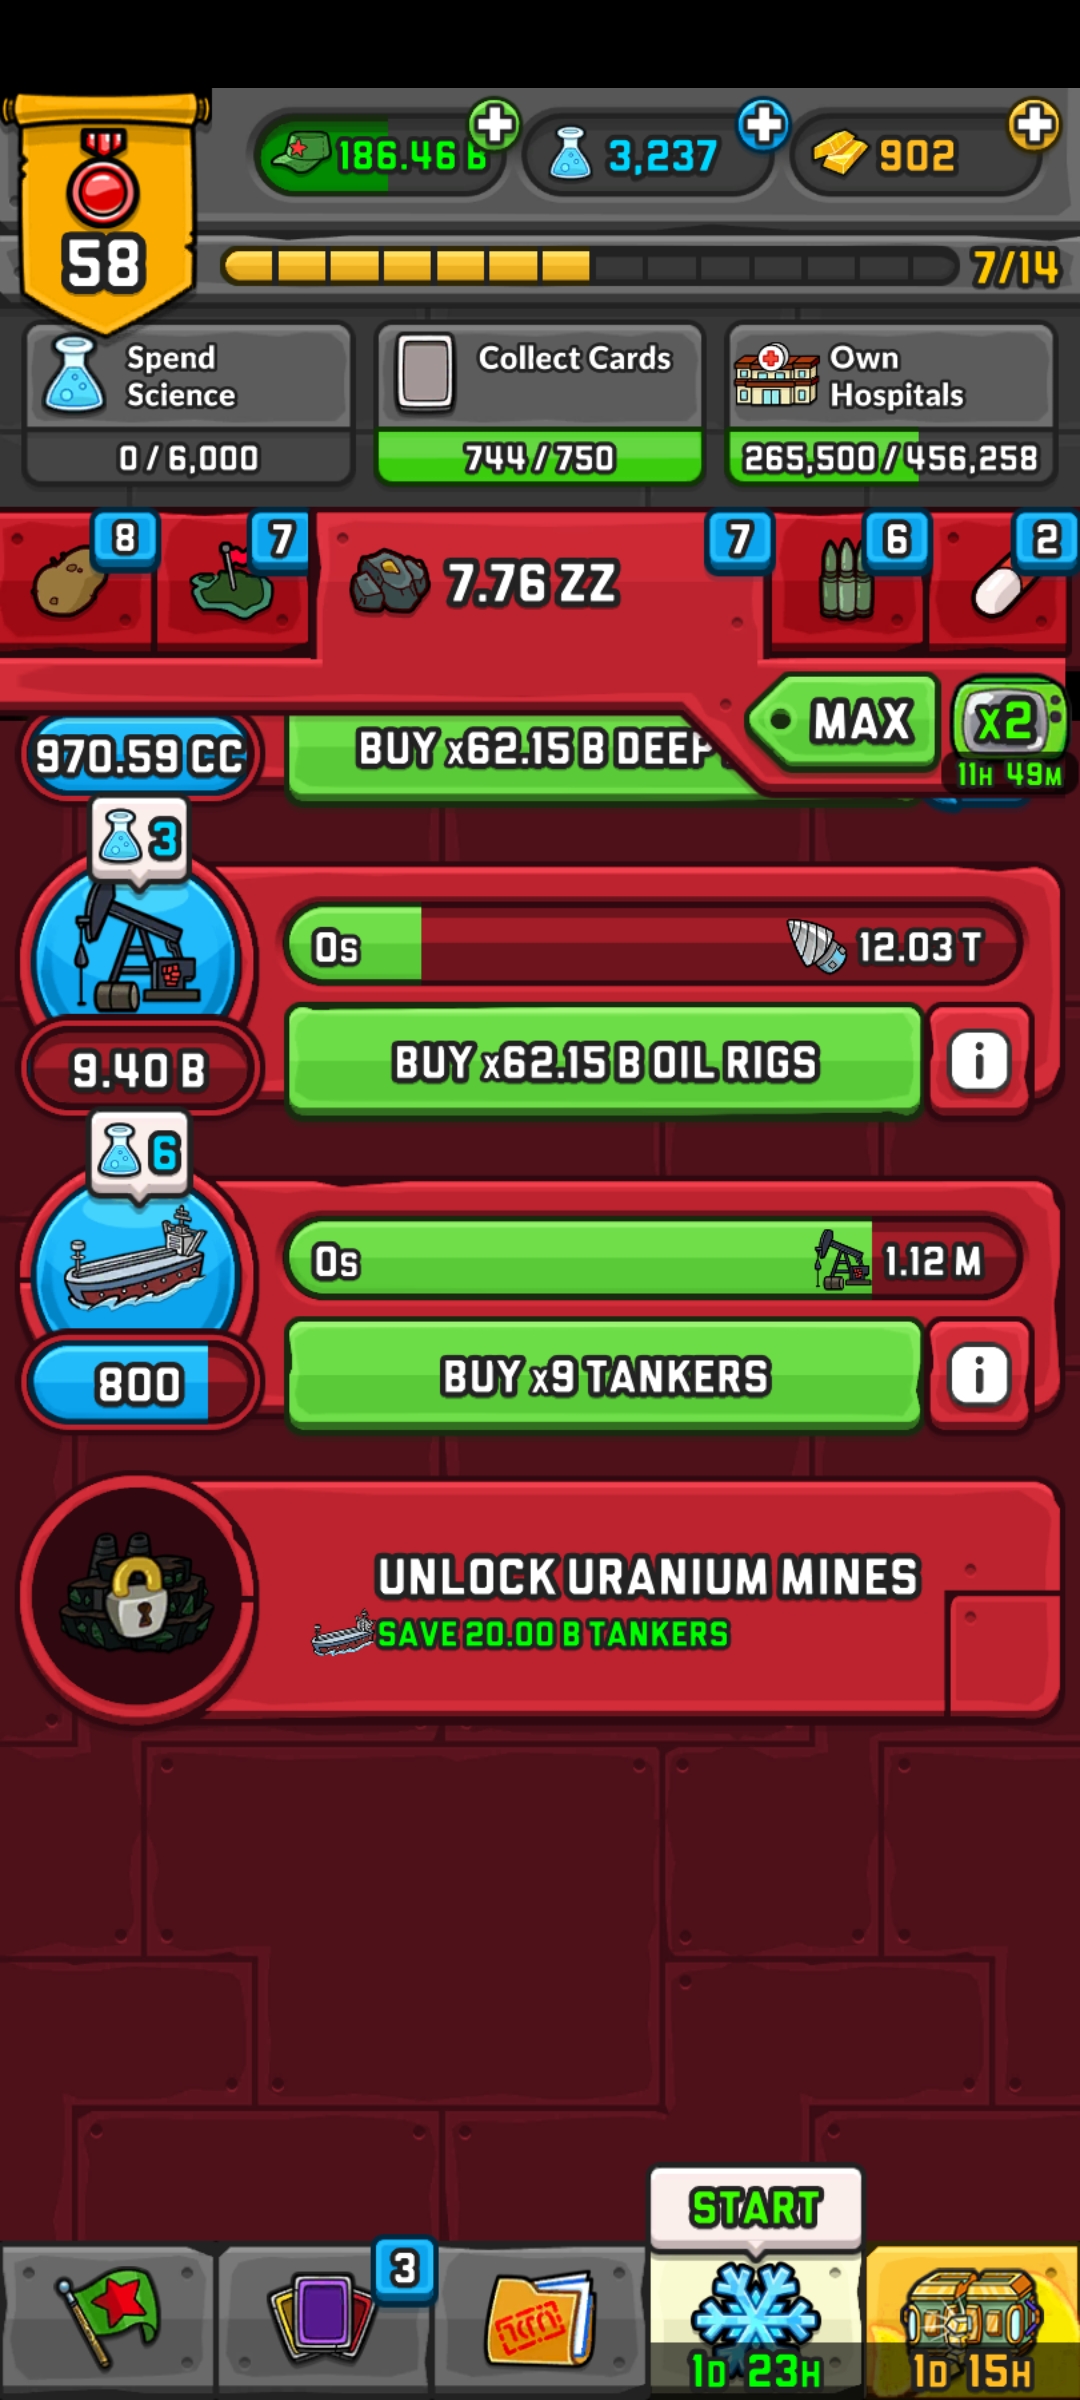 58
186.46 B
3,237
902
7/14
Spend
Science
0 / 6,000
Collect Cards
744 / 750
Own
Hospitals
265,500 / 456,258
8
7
7.76 ZZ
7
6
2
MAX
x2
11H 49M
970.59 CC
BUY x62.15 B DEEP
3
0s
12.03 T
9.40 B
BUY x62.15 B OIL RIGS
i
6
0s
1.12 M
800
BUY x9 TANKERS
i
UNLOCK URANIUM MINES
SAVE 20.00 B TANKERS
START
3
1D 23H
1D 15H